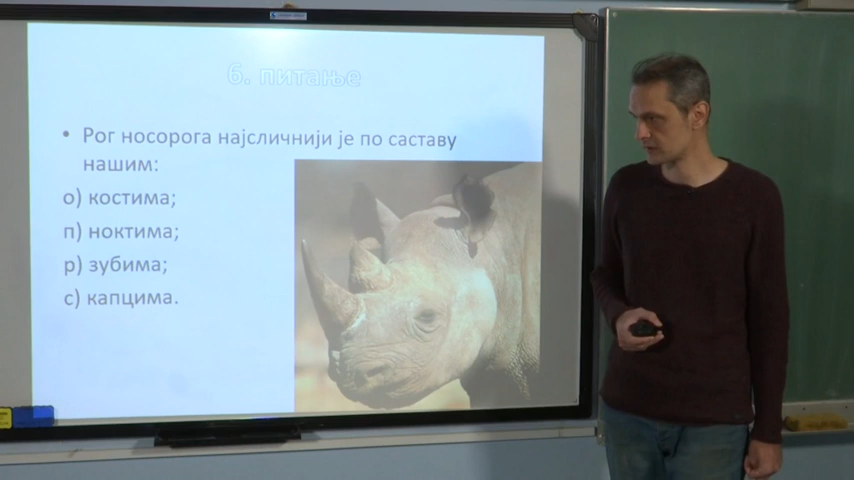 6. питање
• Рог носорога најсличнији је по саставу
нашим:
о) костима;
п) ноктима;
р) зубима;
с) капцима.